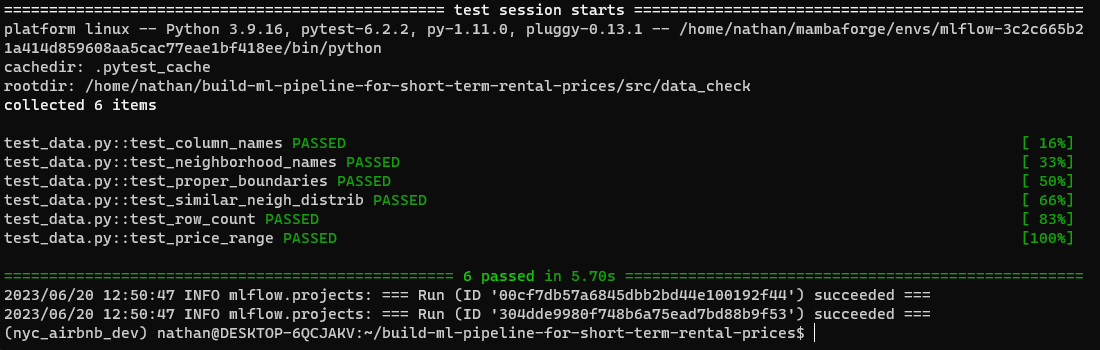 ================================================= test session starts ==================================================
platform linux -- Python 3.9.16, pytest-6.2.2, py-1.11.0, pluggy-0.13.1 -- /home/nathan/mambaforge/envs/mlflow-3c2c665b2
1a414d859608aa5cac77eae1bf418ee/bin/python
cachedir: .pytest_cache
rootdir: /home/nathan/build-ml-pipeline-for-short-term-rental-prices/src/data_check
collected 6 items
test_data.py::test_column_names PASSED [ 16%]
test_data.py::test_neighborhood_names PASSED [ 33%]
test_data.py::test_proper_boundaries PASSED [ 50%]
test_data.py::test_similar_neigh_distrib PASSED [ 66%]
test_data.py::test_row_count PASSED [ 83%]
test_data.py::test_price_range PASSED [100%]
================================================== 6 passed in 5.70s ===================================================
2023/06/20 12:50:47 INFO mlflow.projects: === Run (ID '00cf7db57a6845dbb2bd44e100192f44') succeeded ===
2023/06/20 12:50:47 INFO mlflow.projects: === Run (ID '304dde9980f748b6a75ead7bd88b9f53') succeeded ===
(nyc_airbnb_dev) nathan@DESKTOP-6QCJAKV:~/build-ml-pipeline-for-short-term-rental-prices$